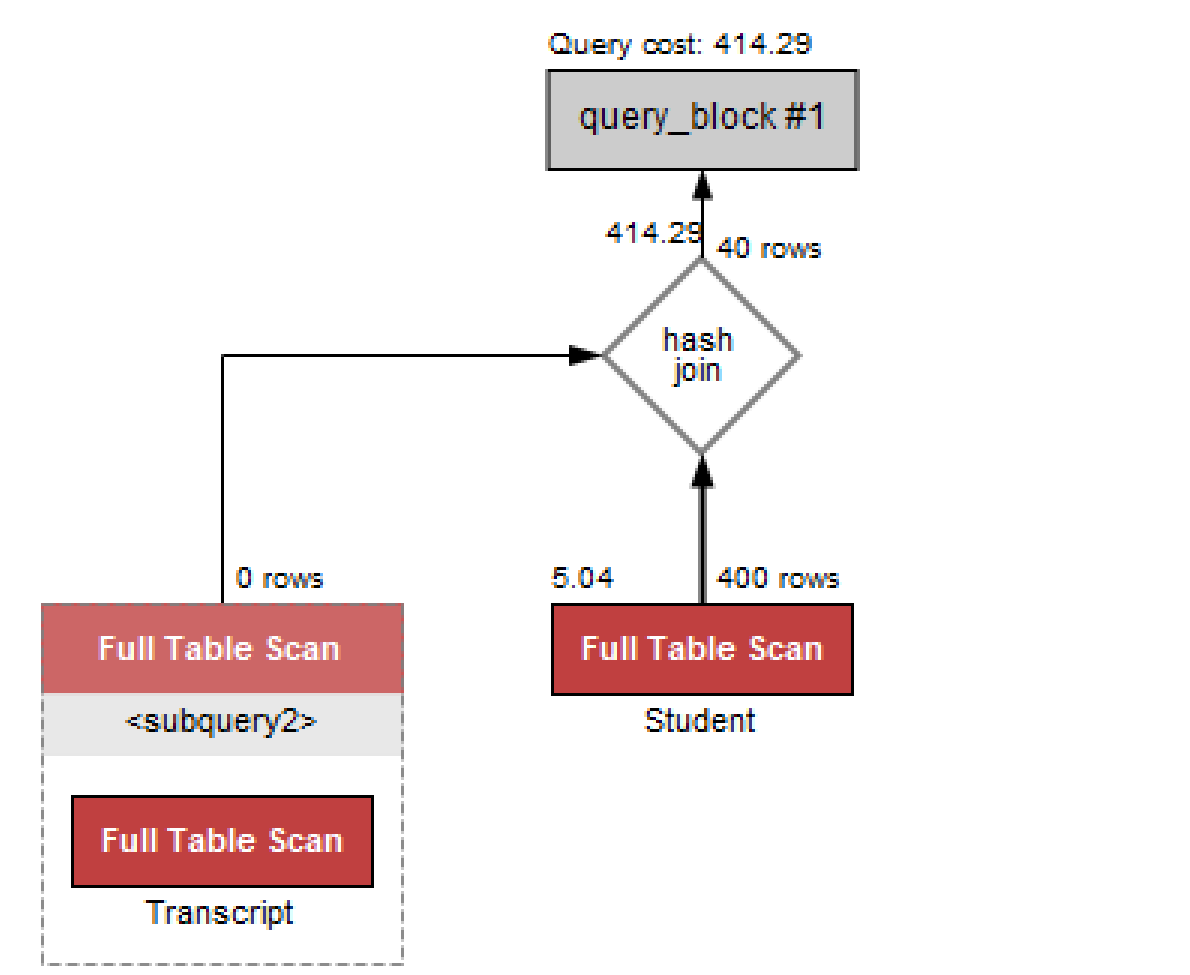 Query cost: 414.29
query_block #1
414.29
40 rows
hash
join
0 rows
5.04
400 rows
Full Table Scan
Full Table Scan
<subquery2>
Student
Full Table Scan
Transcript